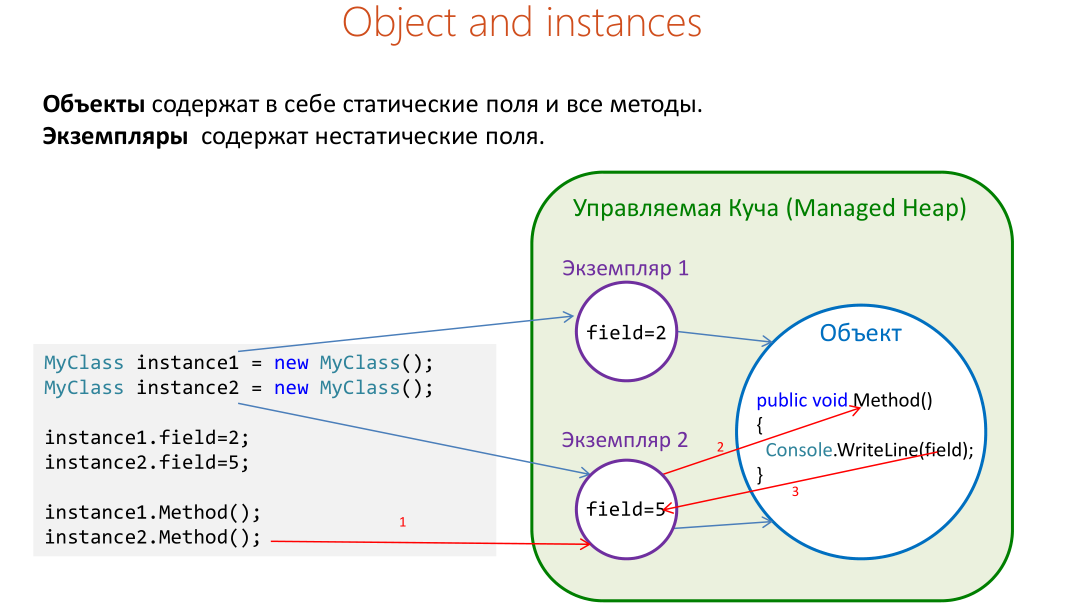 Object and instances
Объекты содержат в себе статические поля и все методы.
Экземпляры содержат нестатические поля.
Управляемая Куча (Managed Heap)
Экземпляр 1
field=2
Объект
MyClass instance1 = new MyClass();
MyClass instance2 = new MyClass();
instance1.field=2;
instance2.field=5;
instance1.Method();
instance2.Method();
1
Экземпляр 2
field=5
2
public void Method()
{
Console.WriteLine(field);
}
3